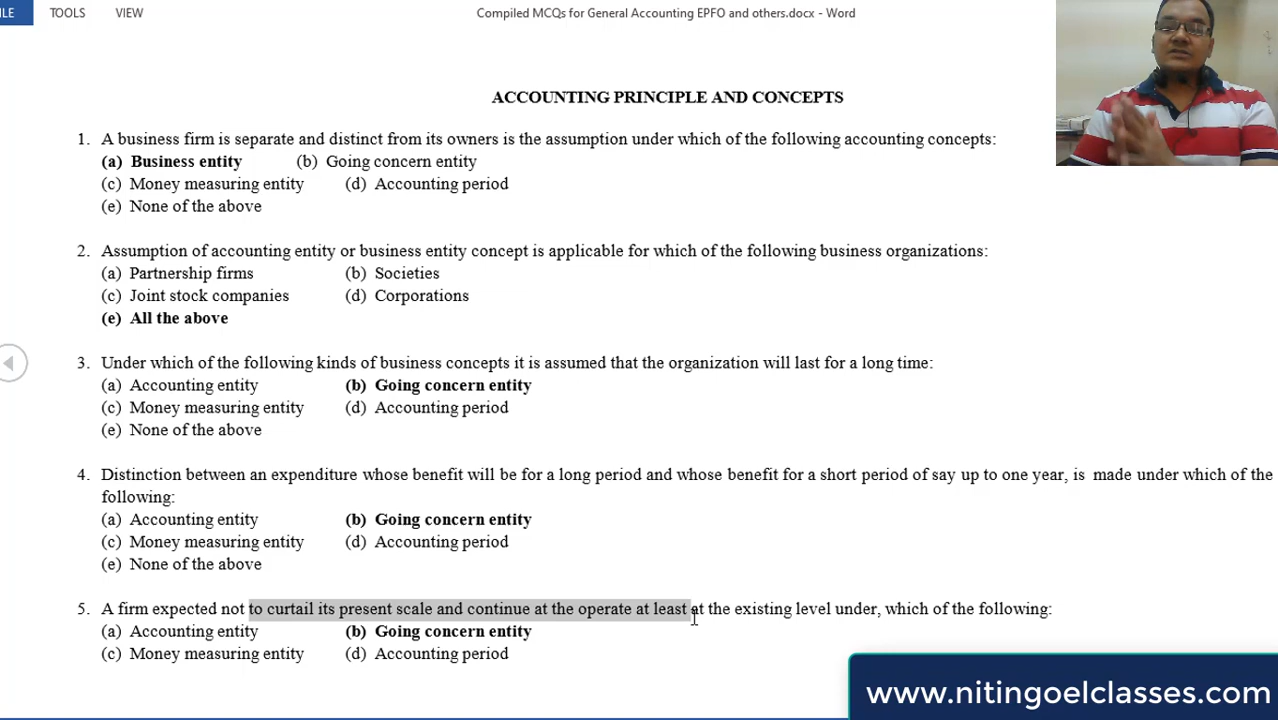 LE TOOLS VIEW Compiled MCQs for General Accounting EPFO and others.docx - Word
ACCOUNTING PRINCIPLE AND CONCEPTS
1. A business firm is separate and distinct from its owners is the assumption under which of the following accounting concepts:
(a) Business entity (b) Going concern entity
(c) Money measuring entity (d) Accounting period
(e) None of the above
2. Assumption of accounting entity or business entity concept is applicable for which of the following business organizations:
(a) Partnership firms (b) Societies
(c) Joint stock companies (d) Corporations
(e) All the above
3. Under which of the following kinds of business concepts it is assumed that the organization will last for a long time:
(a) Accounting entity (b) Going concern entity
(c) Money measuring entity (d) Accounting period
(e) None of the above
4. Distinction between an expenditure whose benefit will be for a long period and whose benefit for a short period of say up to one year, is made under which of the
following:
(a) Accounting entity (b) Going concern entity
(c) Money measuring entity (d) Accounting period
(e) None of the above
5. A firm expected not to curtail its present scale and continue at the operate at least at the existing level under, which of the following:
(a) Accounting entity (b) Going concern entity
(c) Money measuring entity (d) Accounting period
www.nitingoelclasses.com